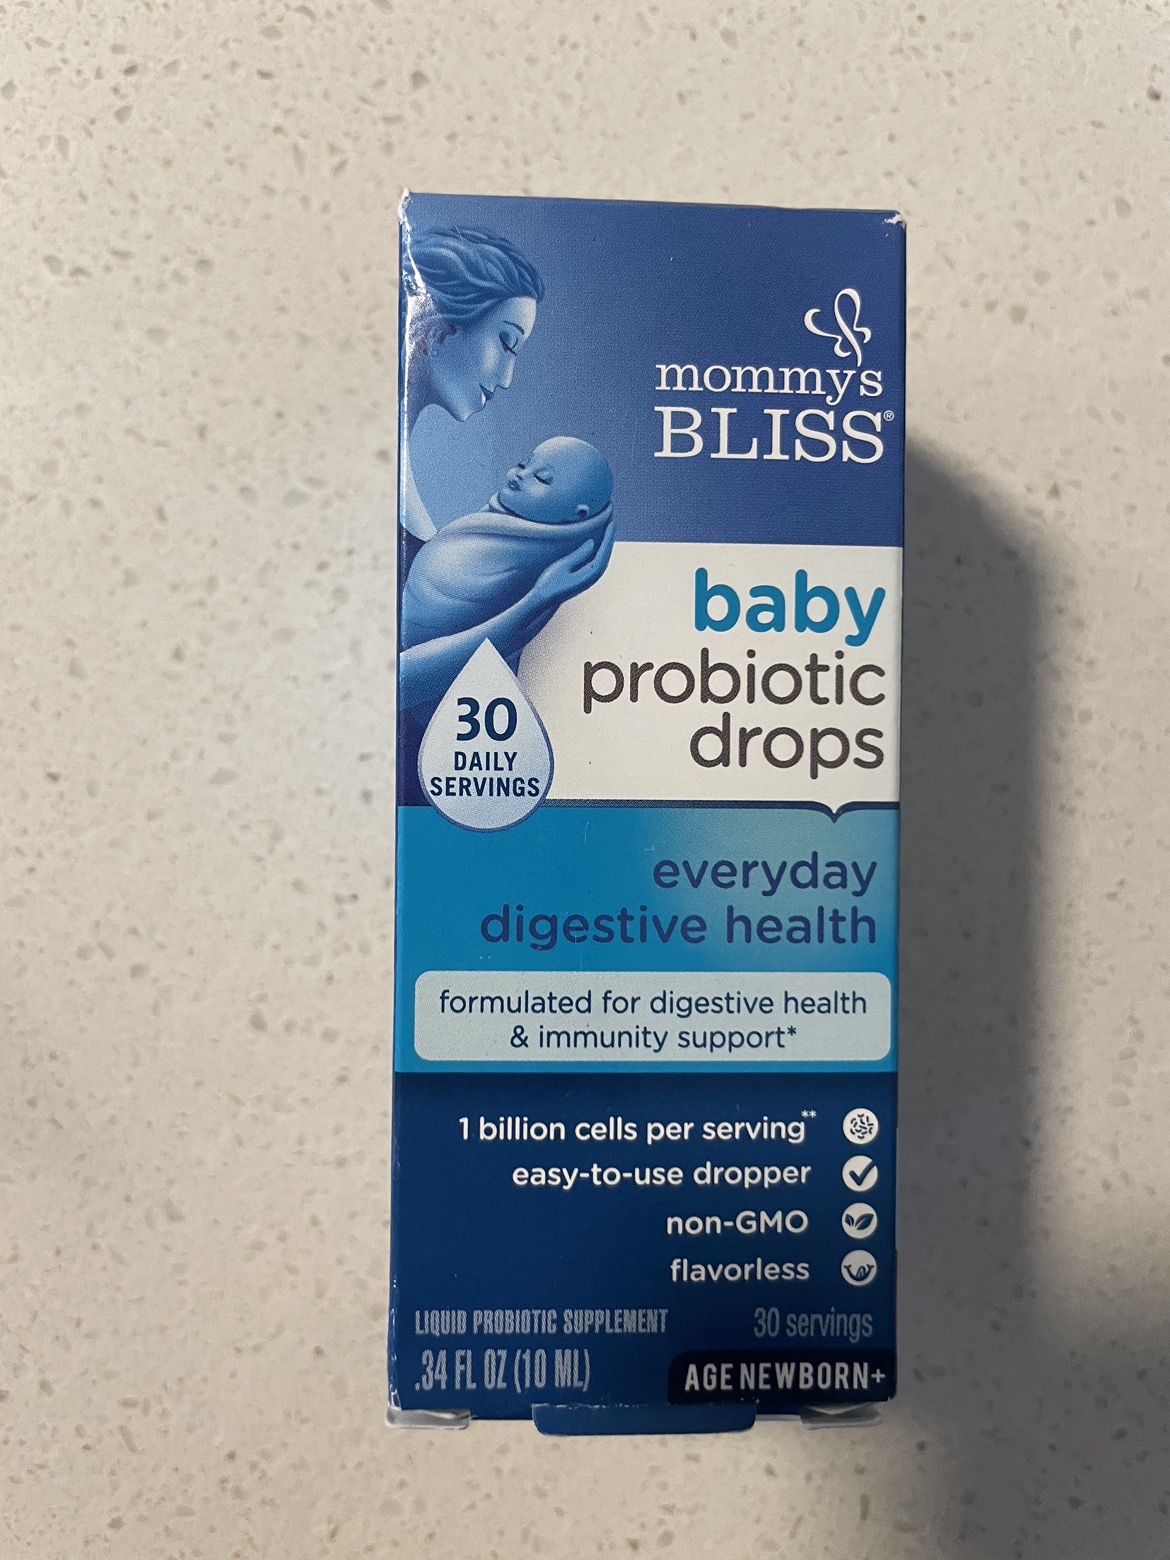 mommy's
BLISS®
baby
probiotic
drops
30
DAILY
SERVINGS
everyday
digestive health
formulated for digestive health
& immunity support*
1 billion cells per serving**
easy-to-use dropper
non-GMO
flavorless
LIQUID PROBIOTIC SUPPLEMENT
30 servings
.34 FL OZ (10 ML)
AGE NEWBORN+